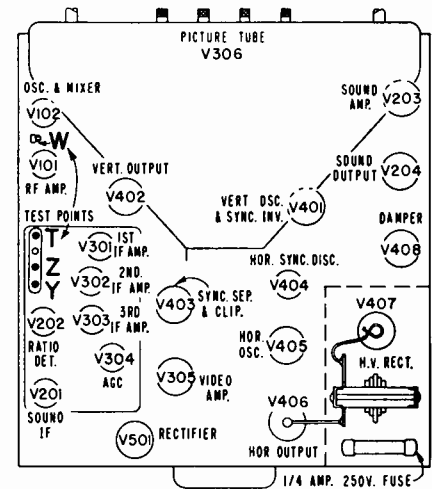 PICTURE TUBE
V306
OSC. & MIXER
V102
W
V101
RF AMP.
SOUND
AMP.
V203
SOUND
OUTPUT
V204
VERT. OUTPUT
V402
VERT OSC.
& SYNC. INV.
V401
DAMPER
V408
TEST POINTS
T
Z
Y
V301
1ST
IF AMP.
V302
2ND.
IF AMP.
V303
3RD
IF AMP.
V202
RATIO
DET.
V304
AGC
V201
SOUND
IF
HOR. SYNC. DISC.
V404
V403
SYNC. SEP.
& CLIP.
HOR.
OSC.
V405
V407
H.V. RECT.
V305
VIDEO
AMP.
V406
HOR OUTPUT
V501
RECTIFIER
1/4 AMP. 250V. FUSE